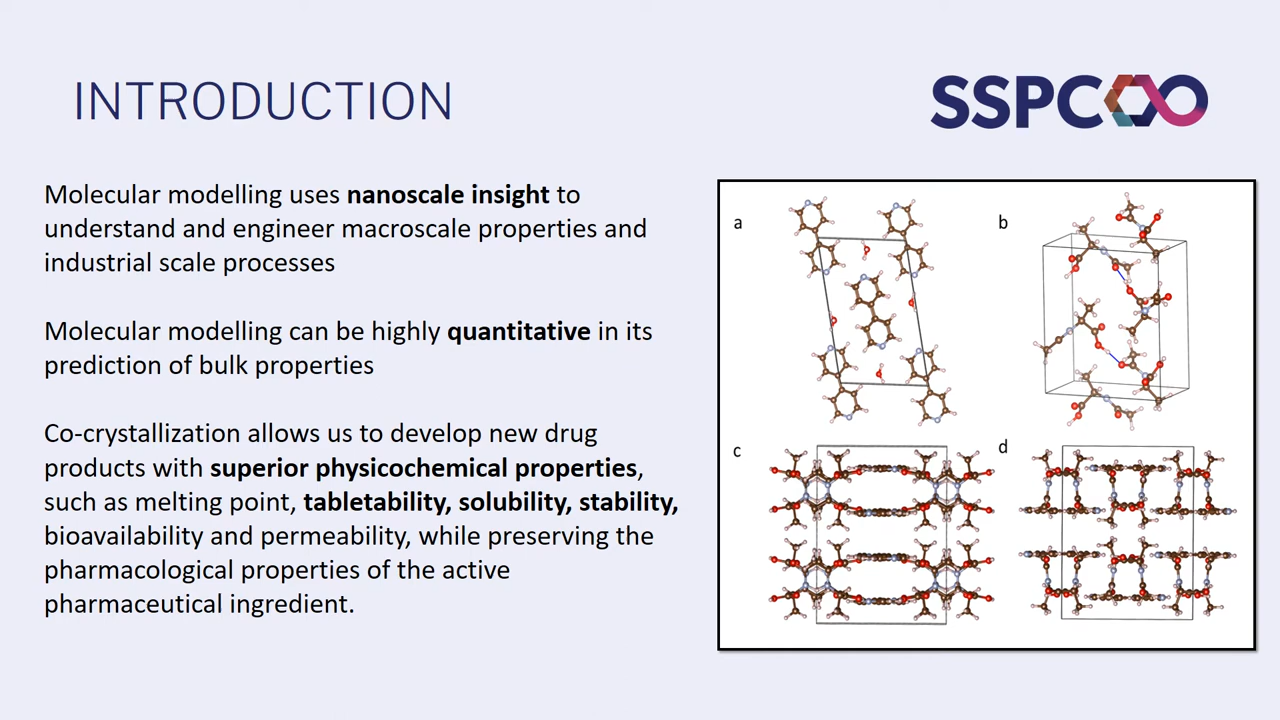 INTRODUCTION
SSPC
Molecular modelling uses nanoscale insight to
understand and engineer macroscale properties and
industrial scale processes
Molecular modelling can be highly quantitative in its
prediction of bulk properties
Co-crystallization allows us to develop new drug
products with superior physicochemical properties,
such as melting point, tabletability, solubility, stability,
bioavailability and permeability, while preserving the
pharmacological properties of the active
pharmaceutical ingredient.
a
b
c
d